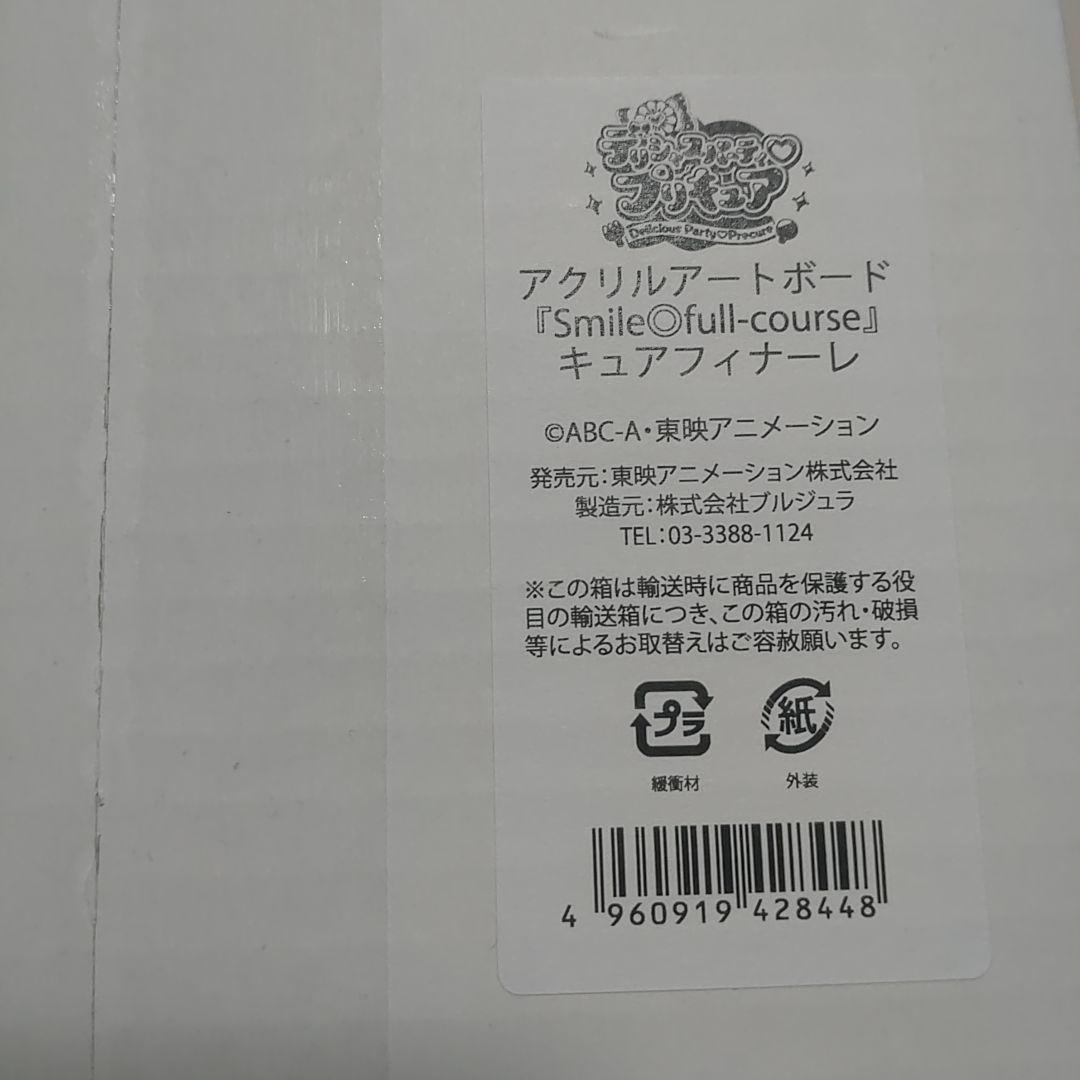 デリシャスパーティ♡
プリキュア
Delicious Party♡Precure
アクリルアートボード
『Smile◎full-course』
キュアフィナーレ
©ABC-A・東映アニメーション
発売元：東映アニメーション株式会社
製造元：株式会社ブルジュラ
TEL：03-3388-1124
※この箱は輸送時に商品を保護する役
目の輸送箱につき、この箱の汚れ・破損
等によるお取替えはご容赦願います。
プラ 紙
緩衝材 外装
4 960919 428448